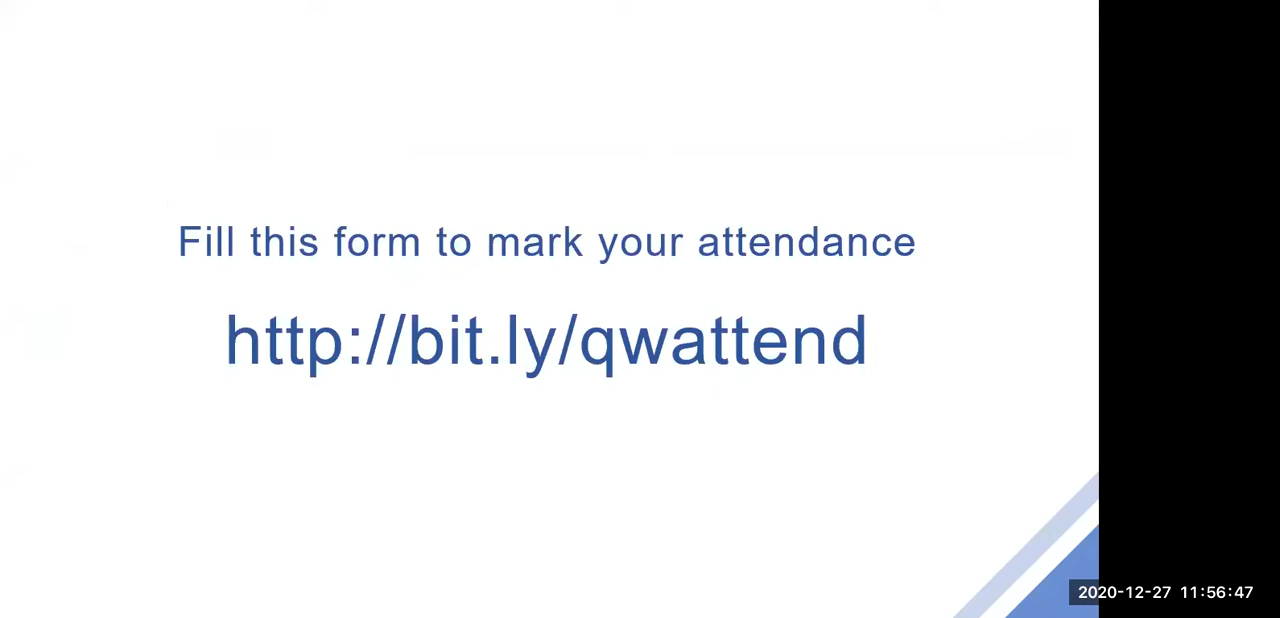 Fill this form to mark your attendance
http://bit.ly/qwattend
2020-12-27 11:56:47